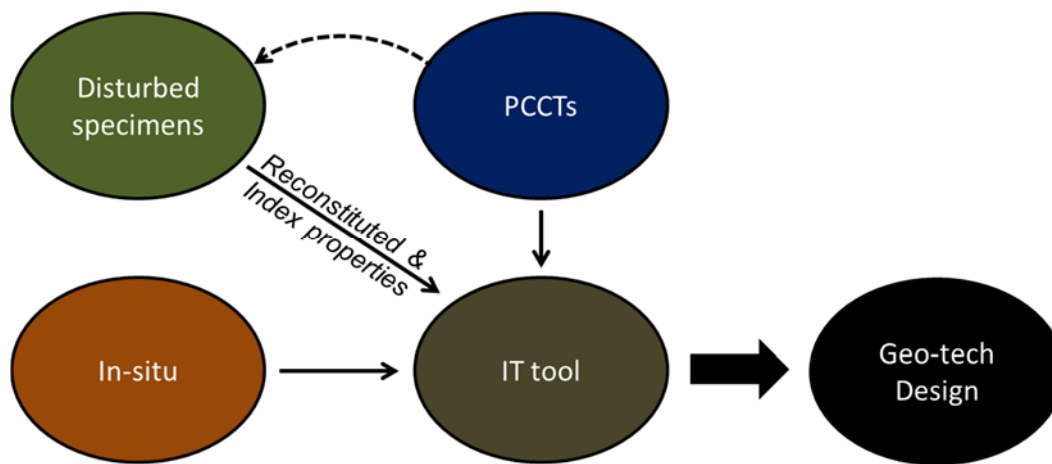 Disturbed
specimens
PCCTs
Reconstituted &
Index properties
In-situ
IT tool
Geo-tech
Design